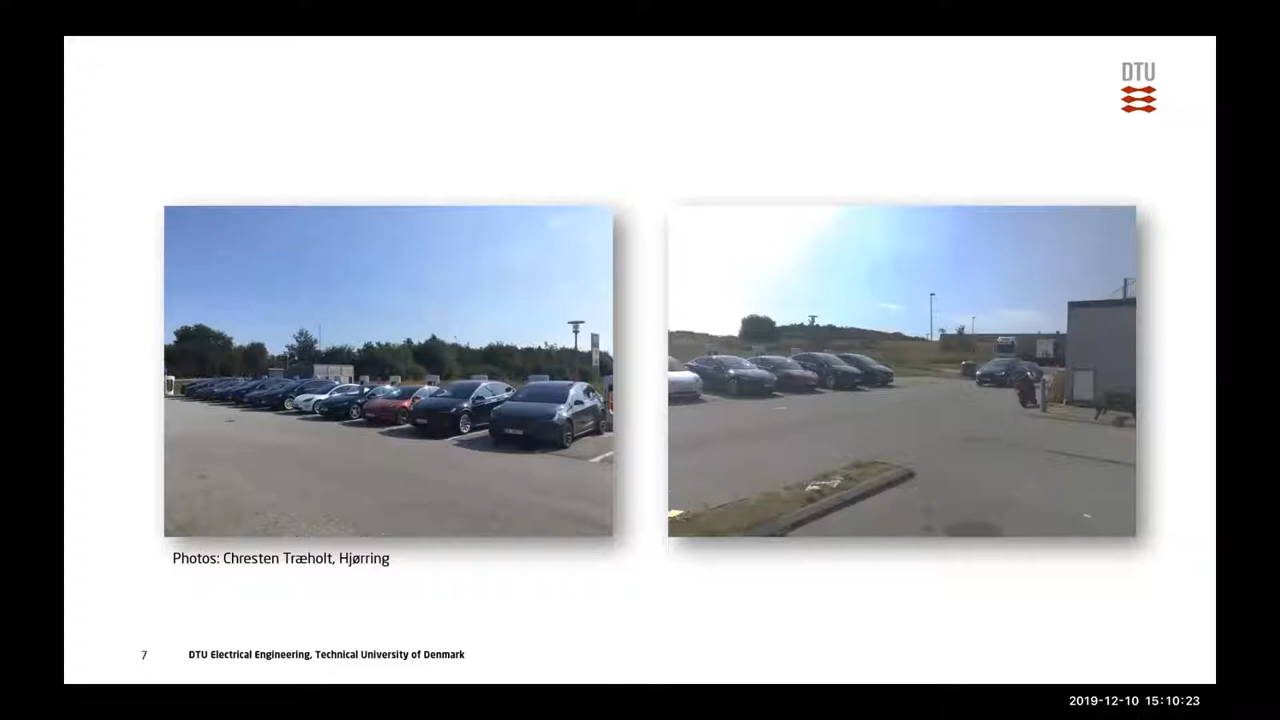 DTU
Photos: Chresten Træholt, Hjørring
7
DTU Electrical Engineering, Technical University of Denmark
2019-12-10 15:10:23